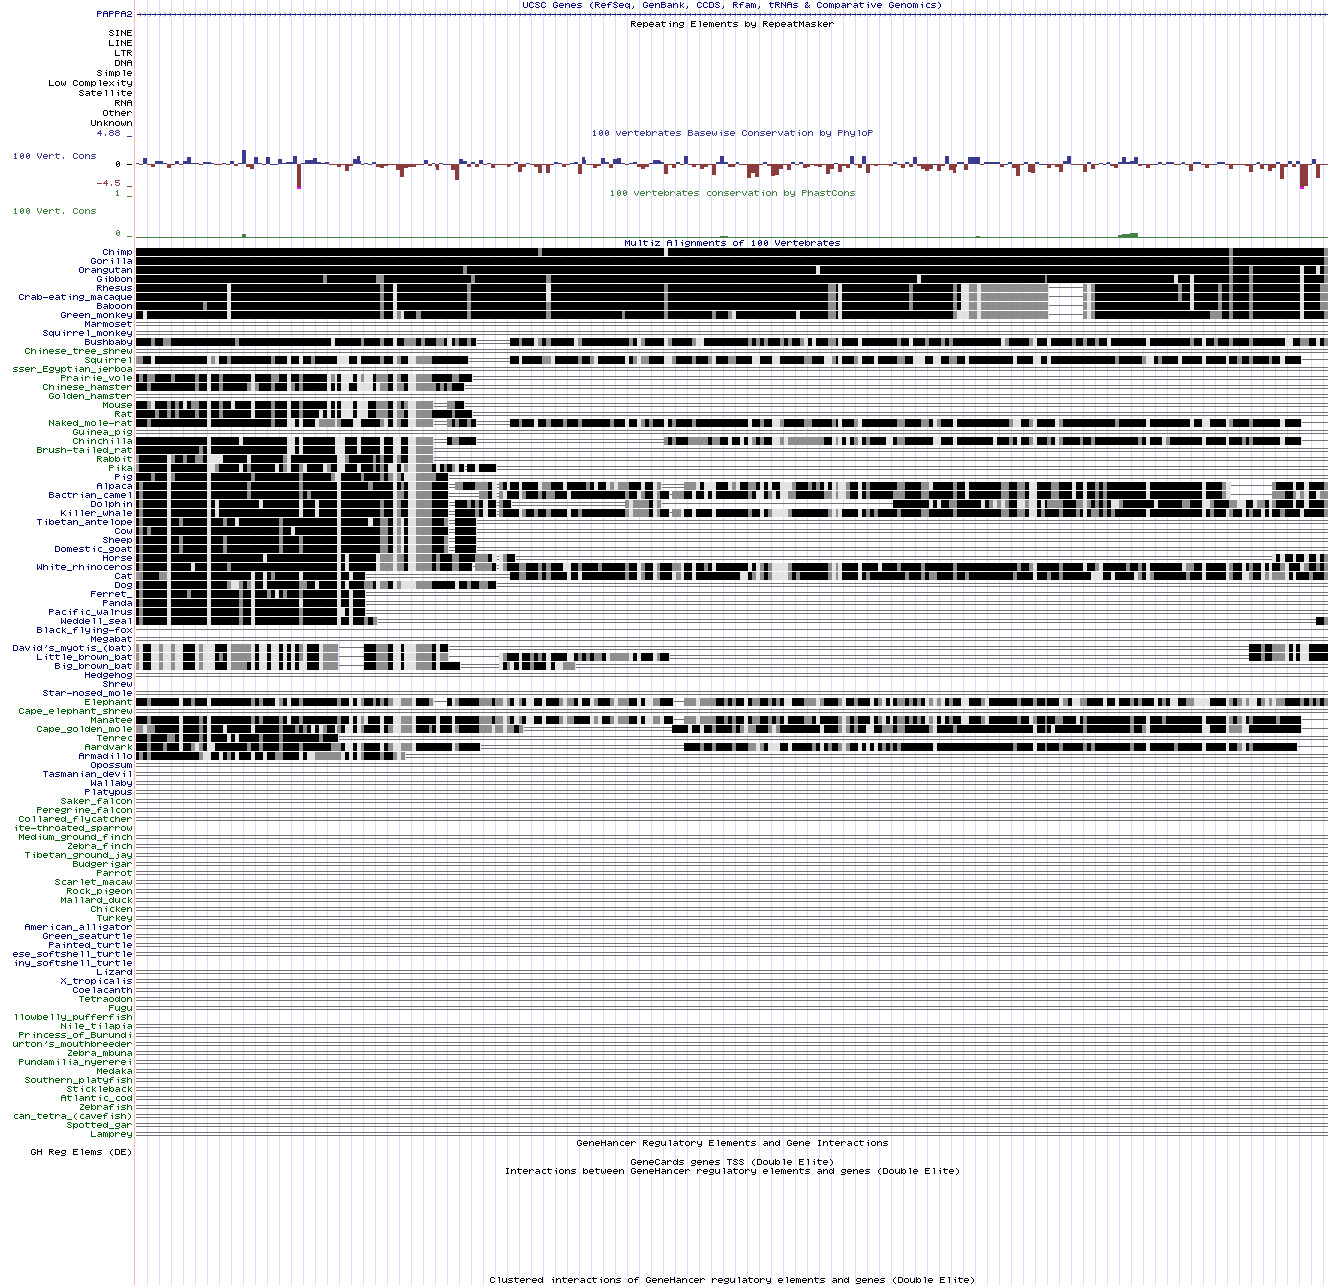 UCSC Genes (RefSeq, GenBank, CCDS, Rfam, tRNAs & Comparative Genomics)
PAPPA2
Repeating Elements by RepeatMasker
SINE
LINE
LTR
DNA
Simple
Low Complexity
Satellite
RNA
Other
Unknown
4.88 _
100 vertebrates Basewise Conservation by PhyloP
100 Vert. Cons
0 _
-4.5 _
100 vertebrates conservation by PhastCons
1 _
100 Vert. Cons
0 _
Multiz Alignments of 100 Vertebrates
Chimp
Gorilla
Orangutan
Gibbon
Rhesus
Crab-eating_macaque
Baboon
Green_monkey
Marmoset
Squirrel_monkey
Bushbaby
Chinese_tree_shrew
Squirrel
sser_Egyptian_jerboa
Prairie_vole
Chinese_hamster
Golden_hamster
Mouse
Rat
Naked_mole-rat
Guinea_pig
Chinchilla
Brush-tailed_rat
Rabbit
Pika
Pig
Alpaca
Bactrian_camel
Dolphin
Killer_whale
Tibetan_antelope
Cow
Sheep
Domestic_goat
Horse
White_rhinoceros
Cat
Dog
Ferret_
Panda
Pacific_walrus
Weddell_seal
Black_flying-fox
Megabat
David's_myotis_(bat)
Little_brown_bat
Big_brown_bat
Hedgehog
Shrew
Star-nosed_mole
Elephant
Cape_elephant_shrew
Manatee
Cape_golden_mole
Tenrec
Aardvark
Armadillo
Opossum
Tasmanian_devil
Wallaby
Platypus
Saker_falcon
Peregrine_falcon
Collared_flycatcher
ite-throated_sparrow
Medium_ground_finch
Zebra_finch
Tibetan_ground_jay
Budgerigar
Parrot
Scarlet_macaw
Rock_pigeon
Mallard_duck
Chicken
Turkey
American_alligator
Green_seaturtle
Painted_turtle
ese_softshell_turtle
iny_softshell_turtle
Lizard
X_tropicalis
Coelacanth
Tetraodon
Fugu
llowbelly_pufferfish
Nile_tilapia
Princess_of_Burundi
urton's_mouthbreeder
Zebra_mbuna
Pundamilia_nyererei
Medaka
Southern_platyfish
Stickleback
Atlantic_cod
Zebrafish
can_tetra_(cavefish)
Spotted_gar
Lamprey
GeneHancer Regulatory Elements and Gene Interactions
GH Reg Elems (DE)
GeneCards genes TSS (Double Elite)
Interactions between GeneHancer regulatory elements and genes (Double Elite)
Clustered interactions of GeneHancer regulatory elements and genes (Double Elite)